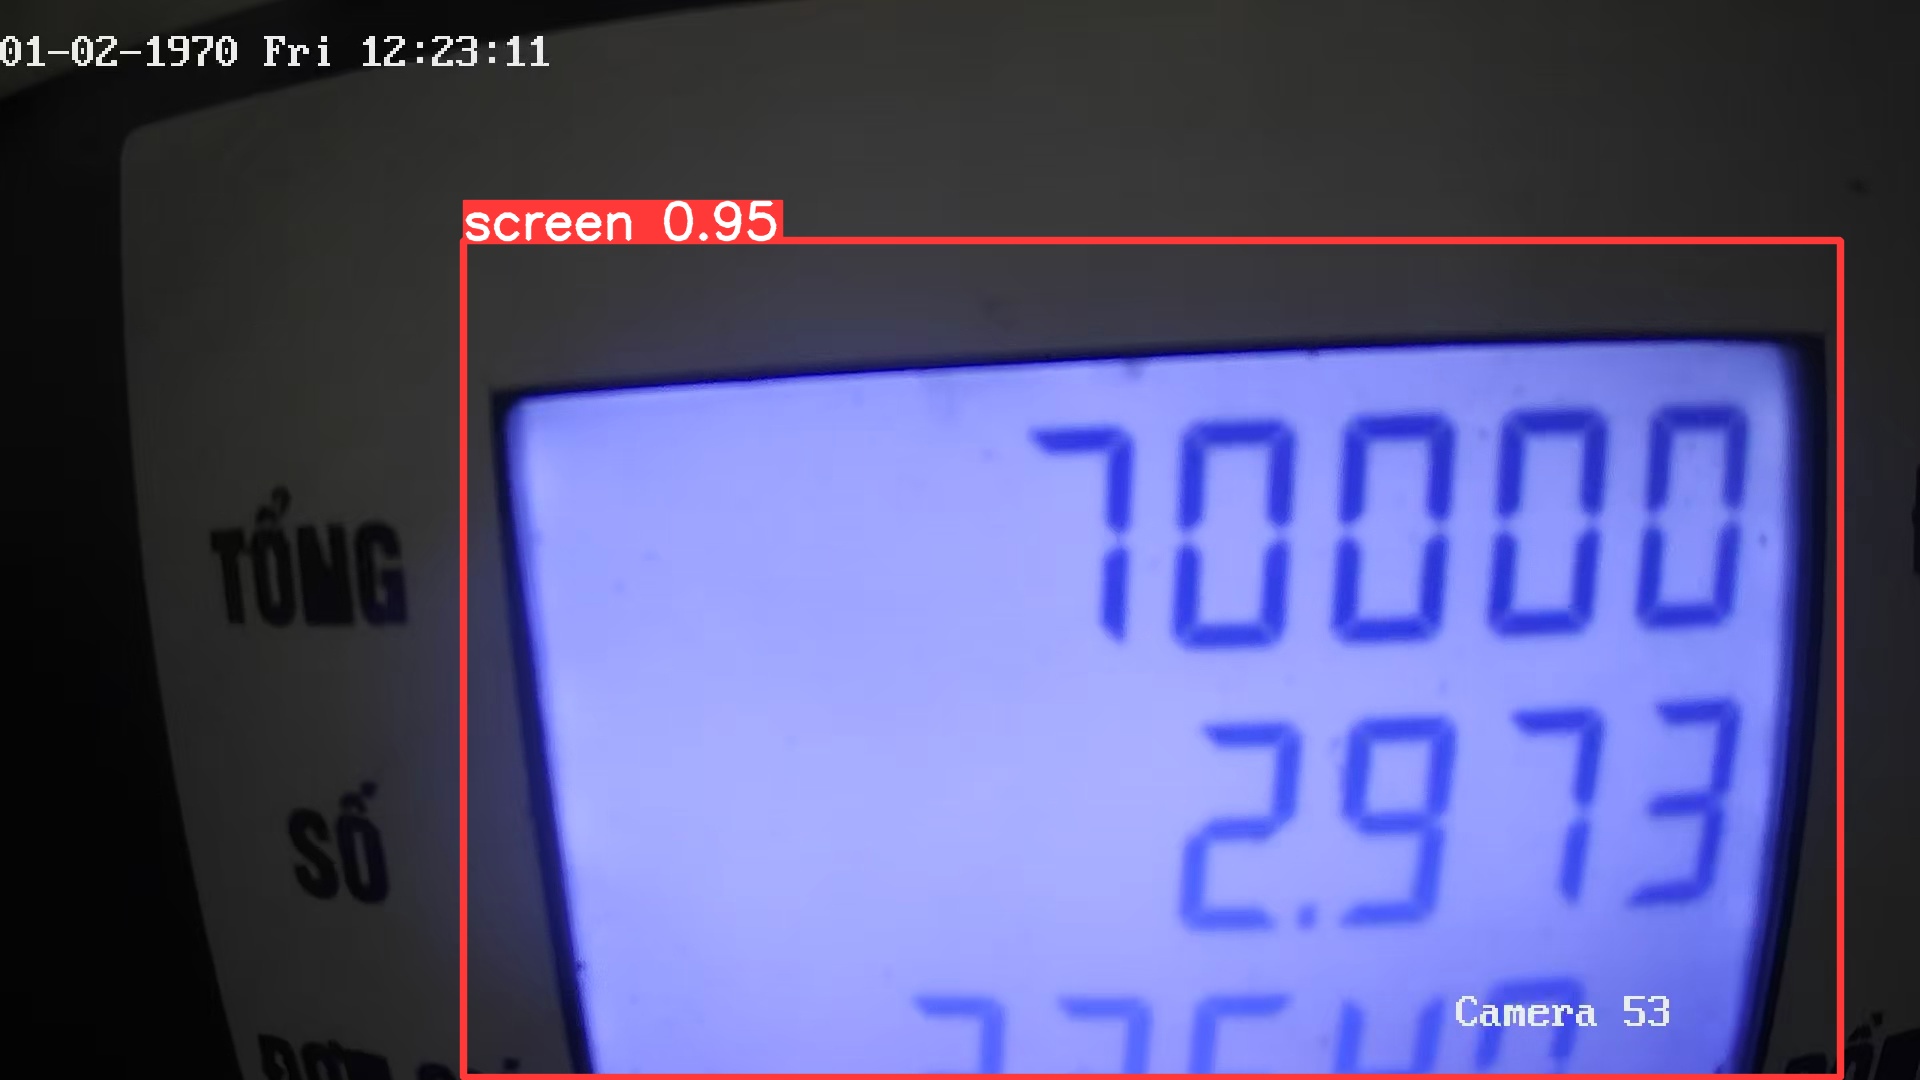 01-02-1970 Fri 12:23:11
screen 0.95
TỔNG 70000
SỐ 2.973
Camera 53